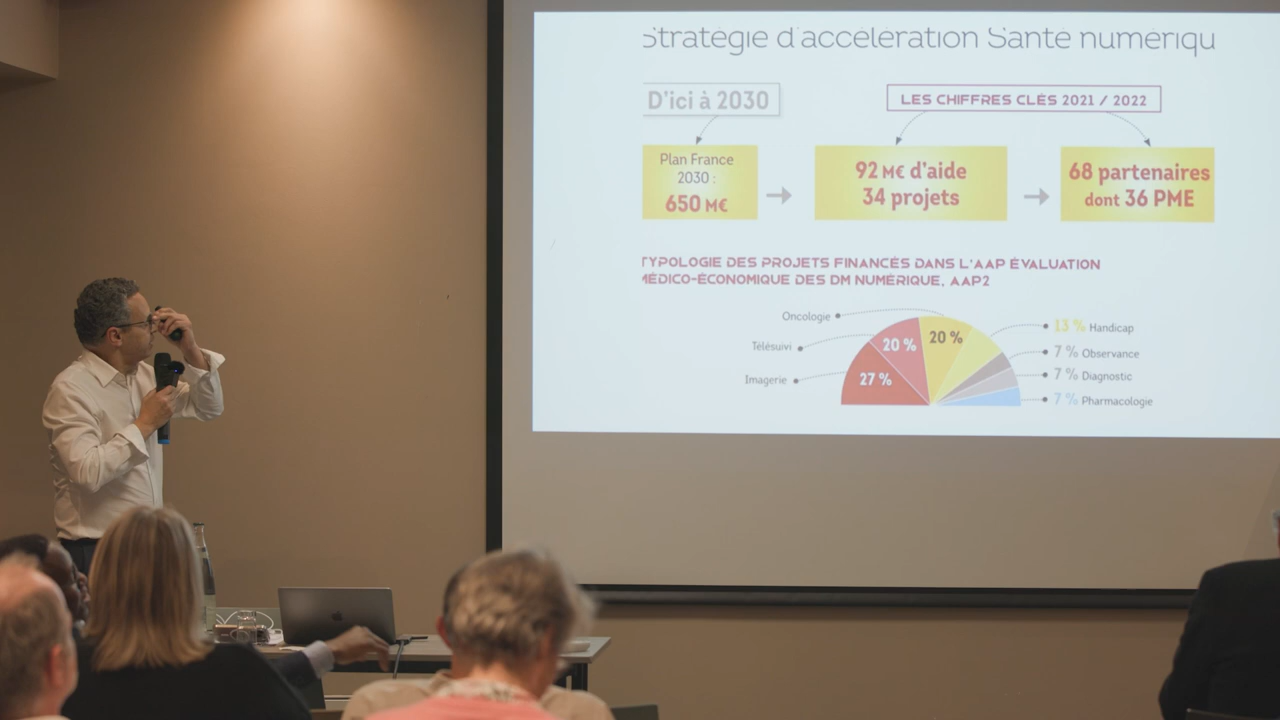 Stratégie d'accélération Santé numériqu
D'ici à 2030
LES CHIFFRES CLÉS 2021 / 2022
Plan France
2030 :
650 M€
92 M€ d'aide
34 projets
68 partenaires
dont 36 PME
TYPOLOGIE DES PROJETS FINANCÉS DANS L'AAP ÉVALUATION
MÉDICO-ÉCONOMIQUE DES DM NUMÉRIQUE, AAP2
Oncologie
Télésuivi
Imagerie
27 %
20 %
20 %
13 % Handicap
7 % Observance
7 % Diagnostic
7 % Pharmacologie